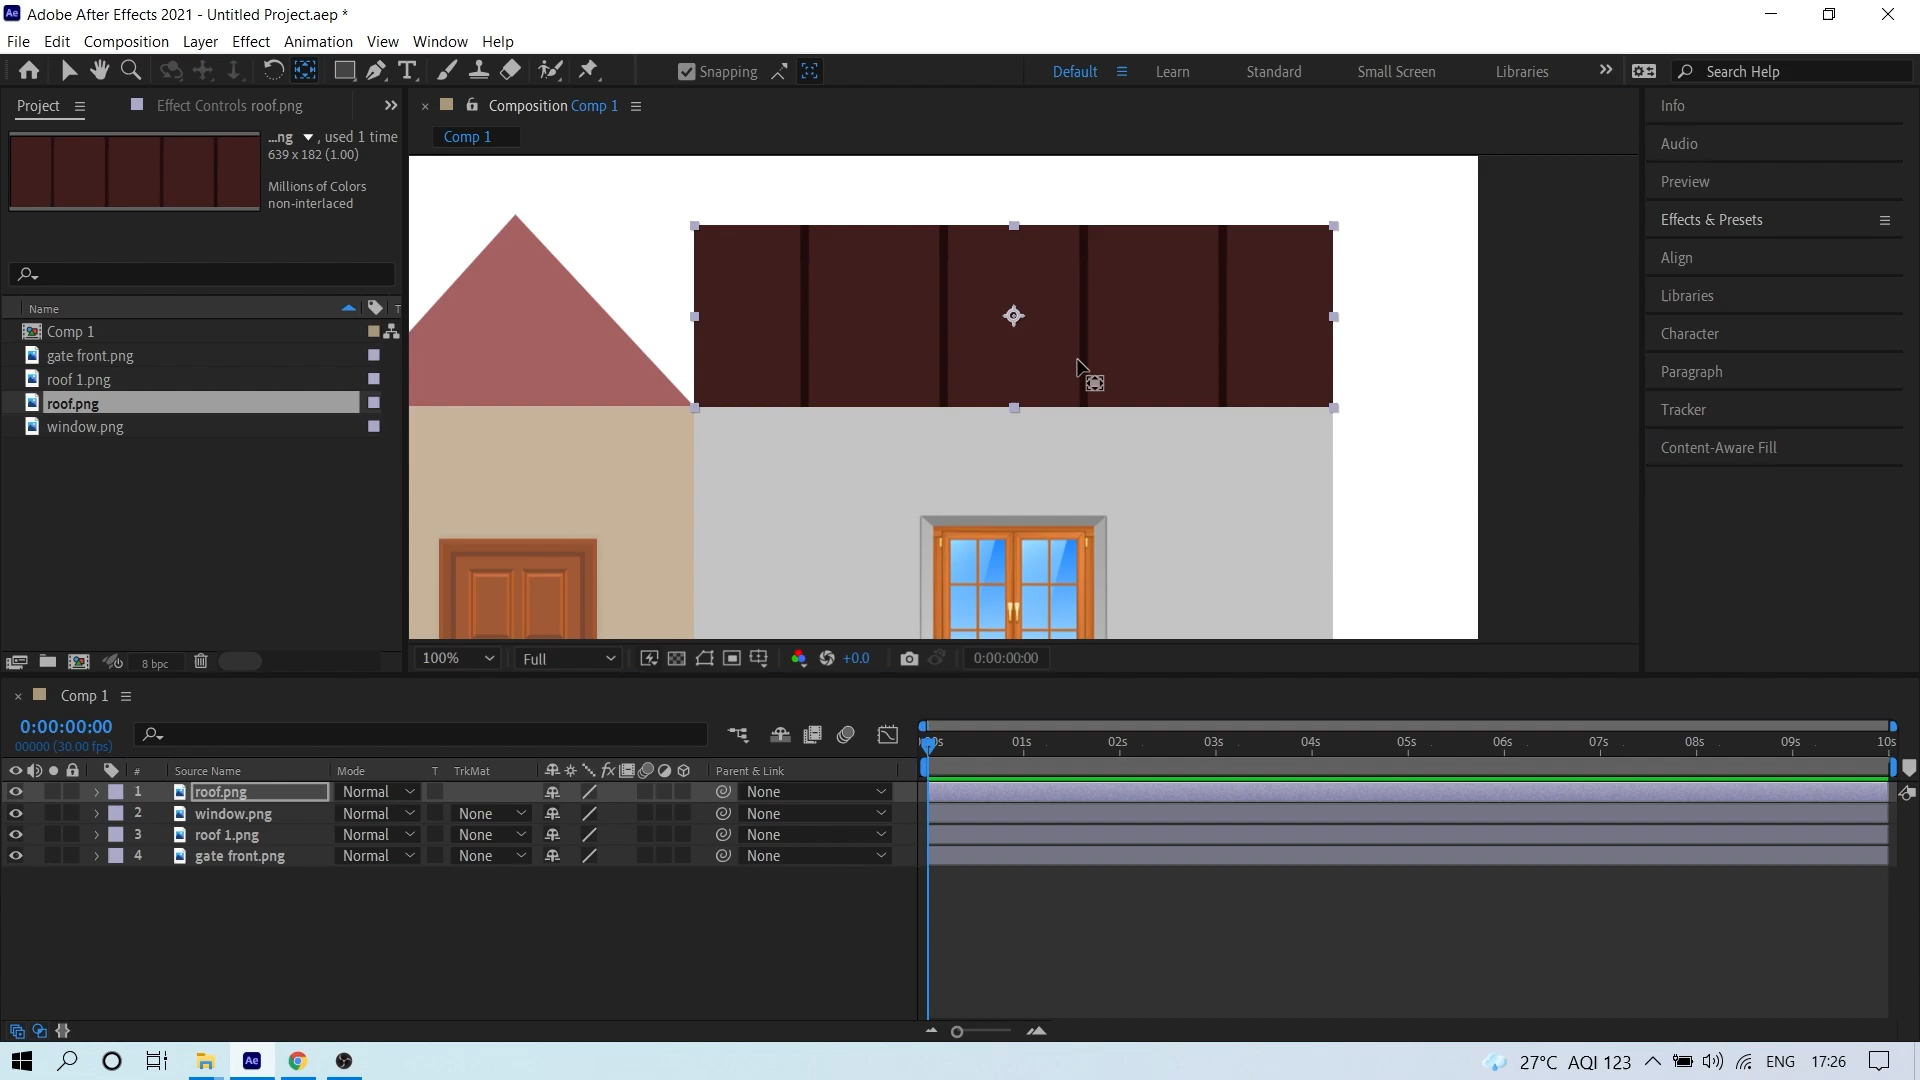 Adobe After Effects 2021 - Untitled Project.aep *
File Edit Composition Layer Effect Animation View Window Help
Snapping
Default Learn Standard Small Screen Libraries Search Help
Project Effect Controls roof.png
Composition Comp 1
Comp 1
...ng , used 1 time
639 x 182 (1.00)
Millions of Colors
non-interlaced
Name T
Comp 1
gate front.png
roof 1.png
roof.png
window.png
8 bpc
100% Full +0.0 0:00:00:00
Info
Audio
Preview
Effects & Presets
Align
Libraries
Character
Paragraph
Tracker
Content-Aware Fill
Comp 1
0:00:00:00
00000 (30.00 fps)
01s 02s 03s 04s 05s 06s 07s 08s 09s 10s
# Source Name Mode T TrkMat fx Parent & Link
1 roof.png Normal None
2 window.png Normal None None
3 roof 1.png Normal None None
4 gate front.png Normal None None
Ae 27°C AQI 123 ENG 17:26